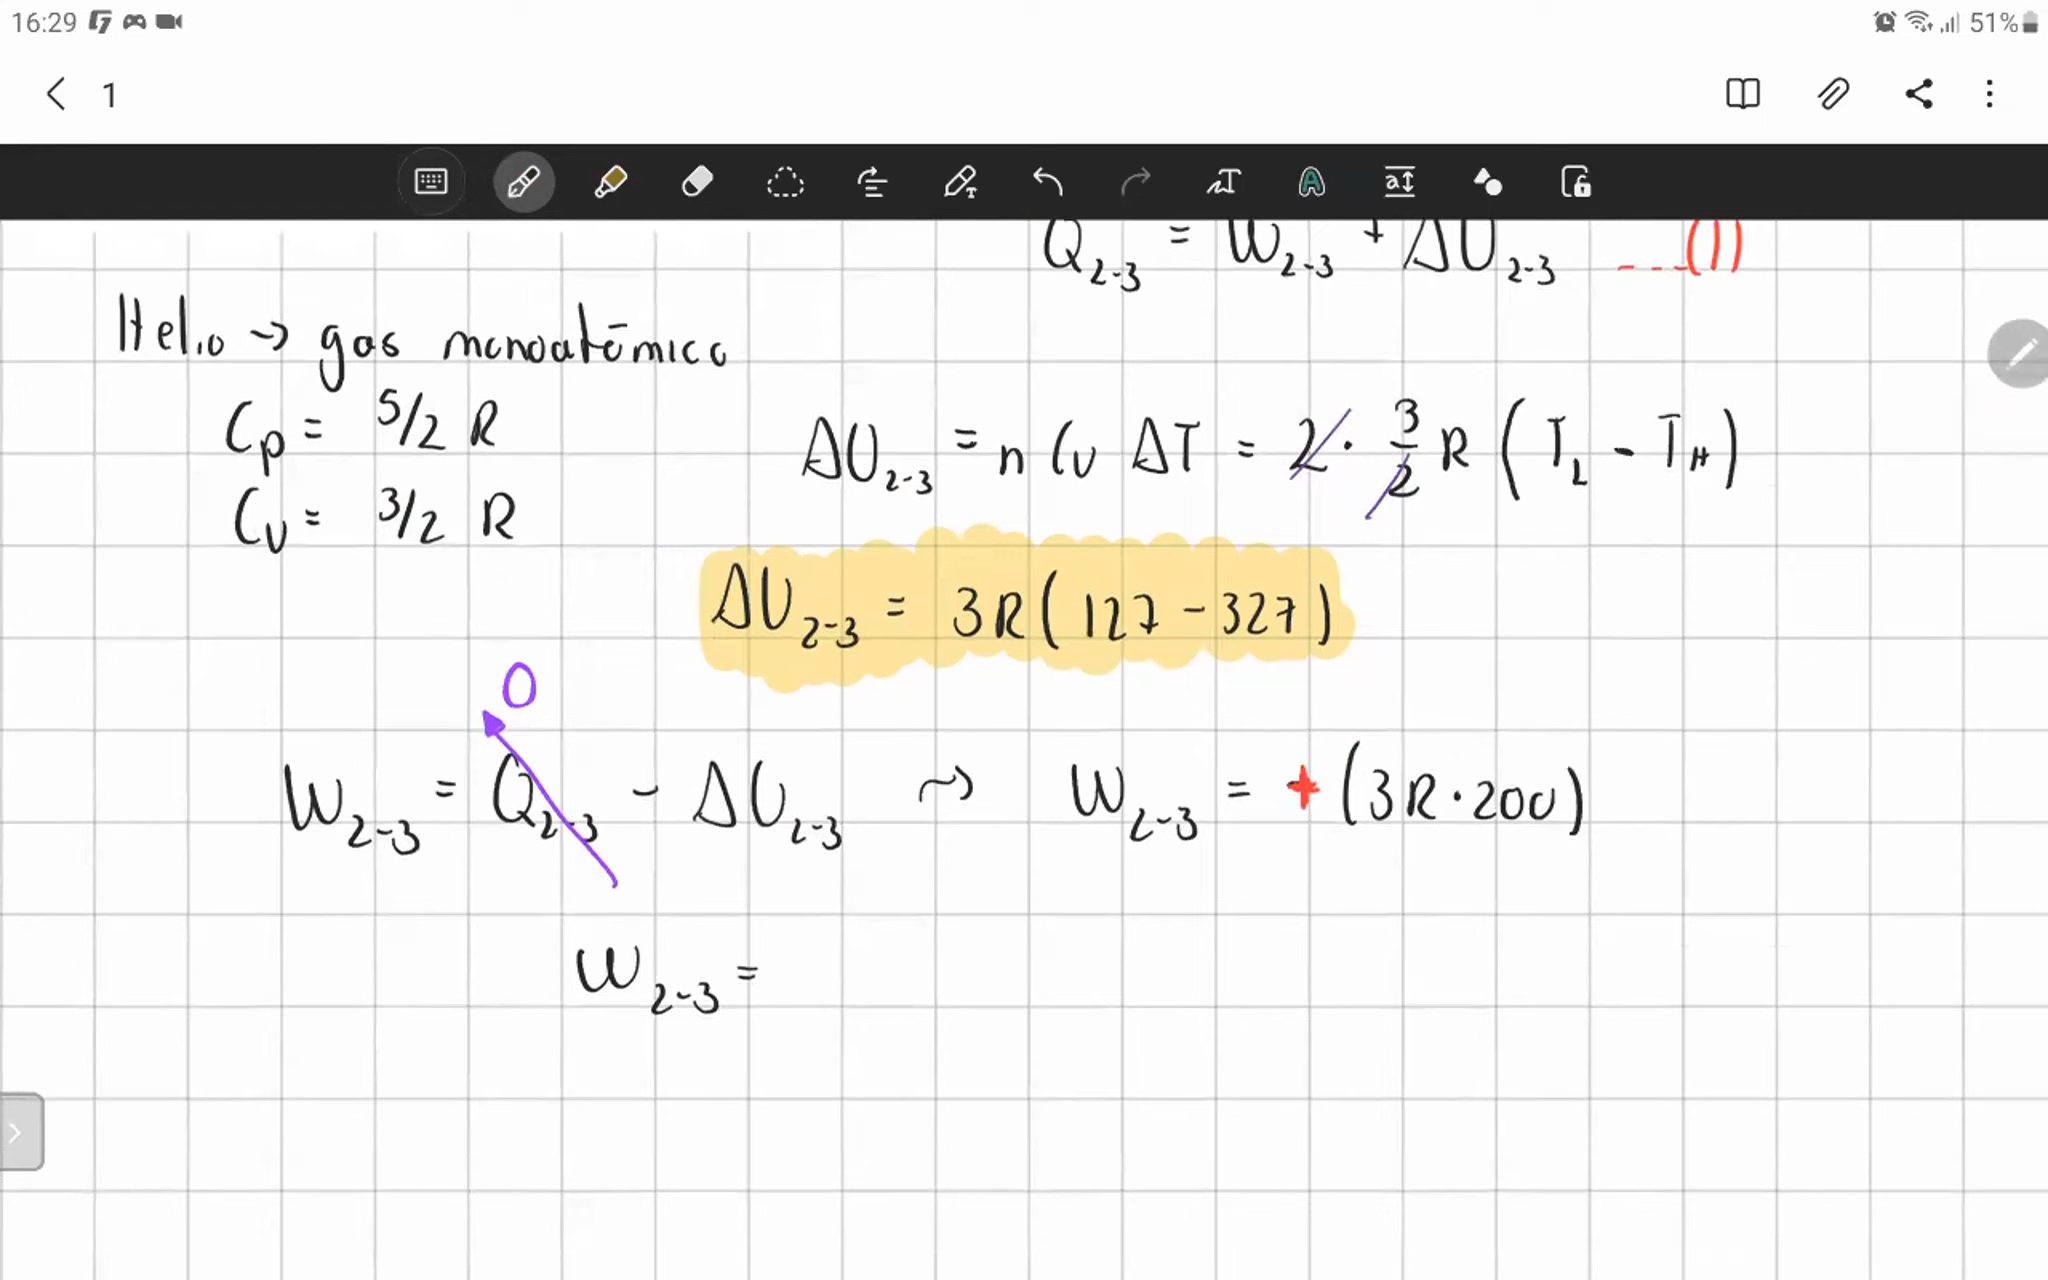 16:29
51%
1
Q₂₋₃ = W₂₋₃ + ΔU₂₋₃ ...(1)
Helio → gas monoatómico
Cp = 5/2 R
Cv = 3/2 R
ΔU₂₋₃ = n Cv ΔT = 2 · 3/2 R (T_L - T_H)
ΔU₂₋₃ = 3R(127 - 327)
0
W₂₋₃ = Q₂₋₃ - ΔU₂₋₃ ⇝ W₂₋₃ = + (3R·200)
W₂₋₃ =